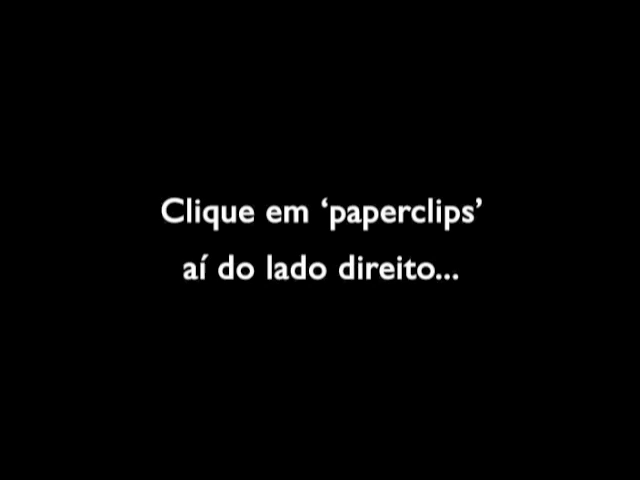 Clique em ‘paperclips’
aí do lado direito...